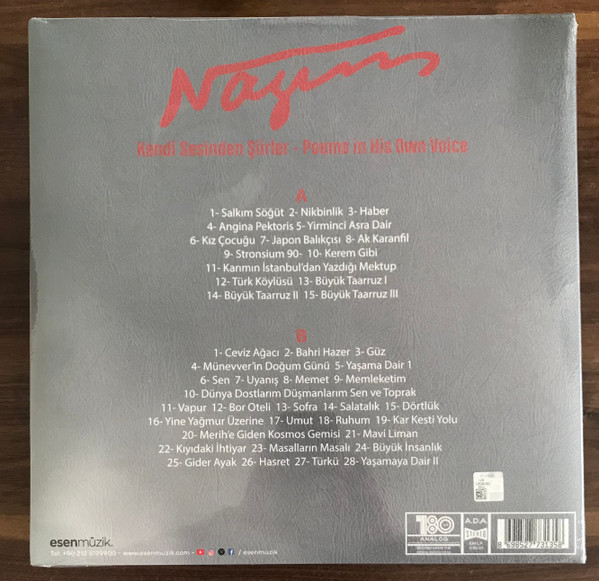 Nâzım
Kendi Sesinden Şiirler - Poems in His Own Voice
A
1- Salkım Söğüt 2- Nikbinlik 3- Haber
4- Angina Pektoris 5- Yirminci Asra Dair
6- Kız Çocuğu 7- Japon Balıkçısı 8- Ak Karanfil
9- Stronsium 90- 10- Kerem Gibi
11- Karımın İstanbul'dan Yazdığı Mektup
12- Türk Köylüsü 13- Büyük Taarruz I
14- Büyük Taarruz II 15- Büyük Taarruz III
B
1- Ceviz Ağacı 2- Bahri Hazer 3- Güz
4- Münevver'in Doğum Günü 5- Yaşama Dair 1
6- Sen 7- Uyanış 8- Memet 9- Memleketim
10- Dünya Dostlarım Düşmanlarım Sen ve Toprak
11- Vapur 12- Bor Oteli 13- Sofra 14- Salatalık 15- Dörtlük
16- Yine Yağmur Üzerine 17- Umut 18- Ruhum 19- Kar Kesti Yolu
20- Merih'e Giden Kosmos Gemisi 21- Mavi Liman
22- Kıyıdaki İhtiyar 23- Masalların Masalı 24- Büyük İnsanlık
25- Gider Ayak 26- Hasret 27- Türkü 28- Yaşamaya Dair II
esenmüzik.
www.esenmuzik.com
/ esenmüzik
180
ANALOG
A.D.A
STEREO